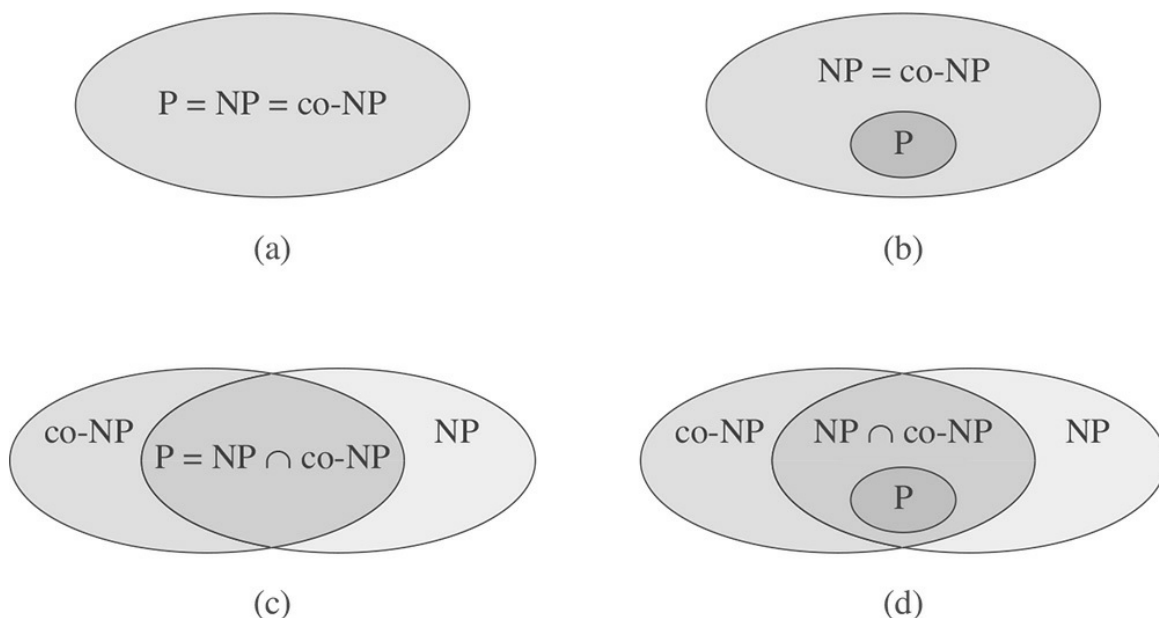 P = NP = co-NP
(a)
NP = co-NP
P
(b)
co-NP
P = NP ∩ co-NP
NP
(c)
co-NP
NP ∩ co-NP
NP
P
(d)